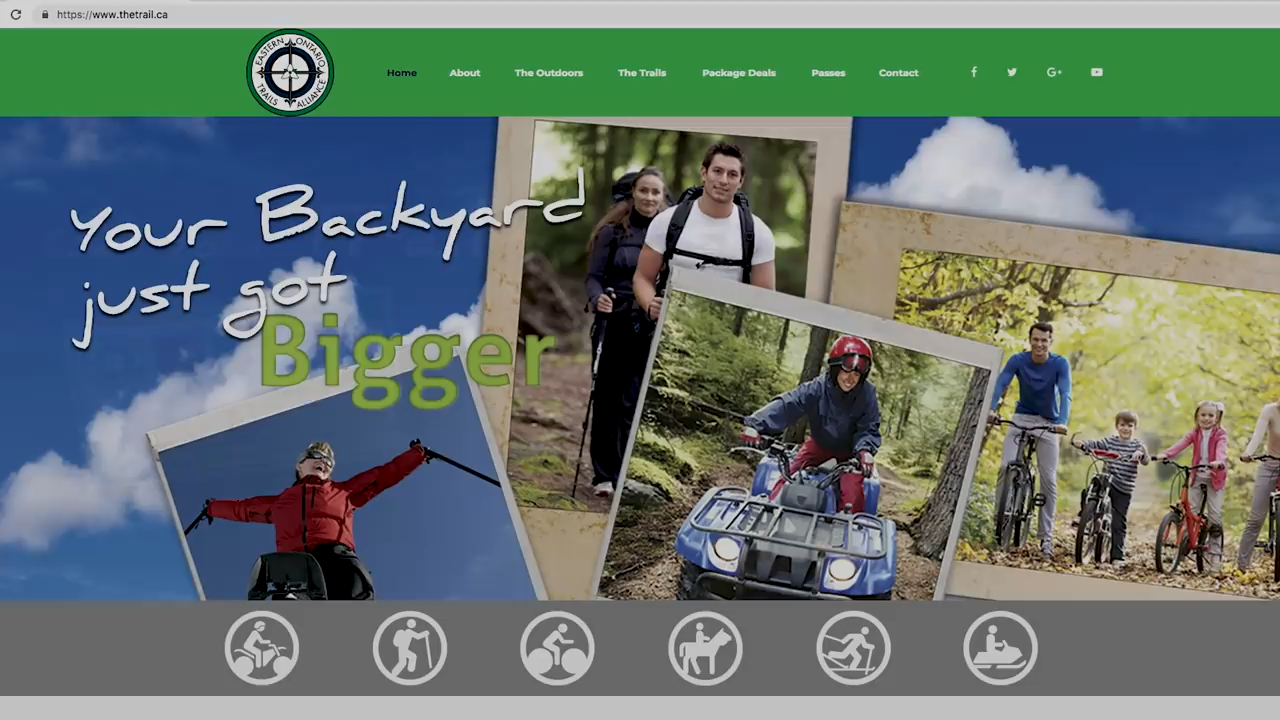 https://www.thetrail.ca
EASTERN ONTARIO
TRAILS ALLIANCE
Home About The Outdoors The Trails Package Deals Passes Contact
Your Backyard
just got
Bigger